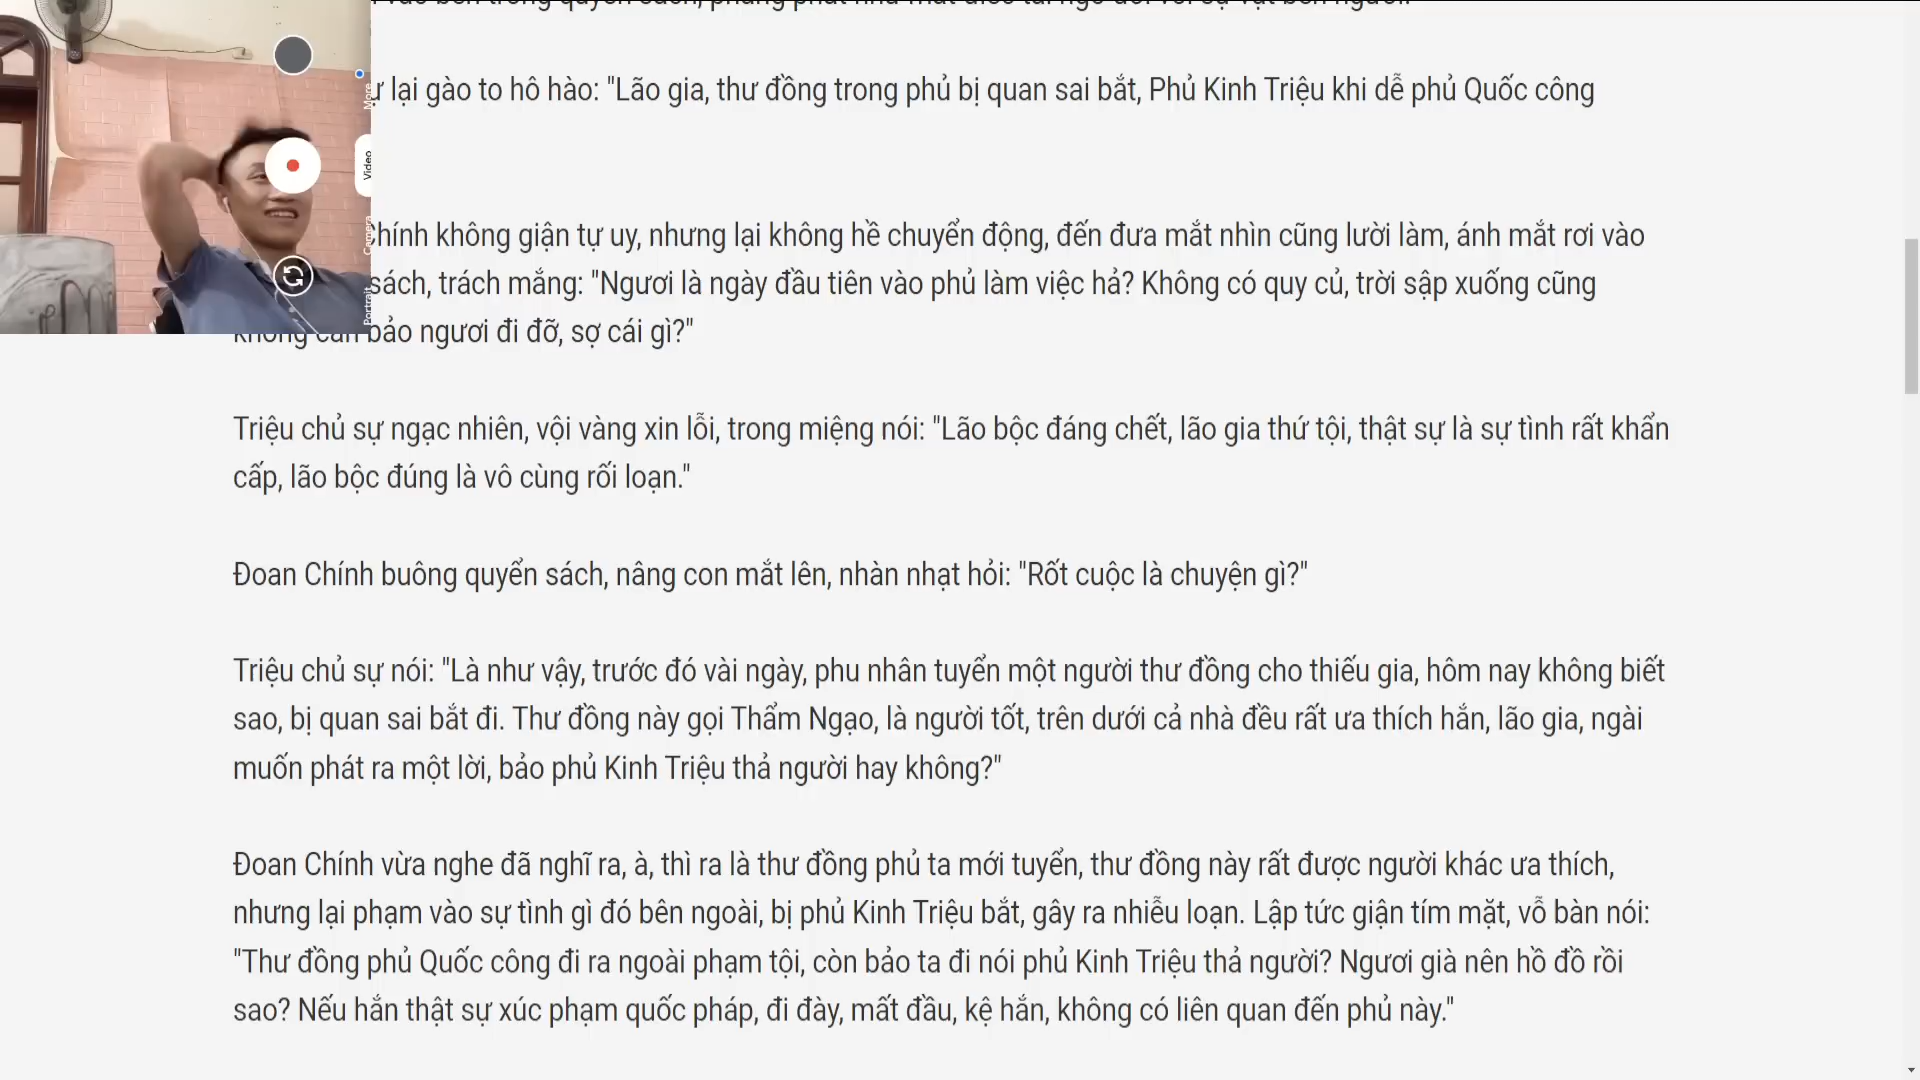 lại gào to hô hào: "Lão gia, thư đồng trong phủ bị quan sai bắt, Phủ Kinh Triệu khi dễ phủ Quốc công
More
Video
Camera
Portrait
không giận tự uy, nhưng lại không hề chuyển động, đến đưa mắt nhìn cũng lười làm, ánh mắt rơi vào
sách, trách mắng: "Ngươi là ngày đầu tiên vào phủ làm việc hả? Không có quy củ, trời sập xuống cũng
không cần bảo ngươi đi đỡ, sợ cái gì?"
Triệu chủ sự ngạc nhiên, vội vàng xin lỗi, trong miệng nói: "Lão bộc đáng chết, lão gia thứ tội, thật sự là sự tình rất khẩn
cấp, lão bộc đúng là vô cùng rối loạn."
Đoan Chính buông quyển sách, nâng con mắt lên, nhàn nhạt hỏi: "Rốt cuộc là chuyện gì?"
Triệu chủ sự nói: "Là như vậy, trước đó vài ngày, phu nhân tuyển một người thư đồng cho thiếu gia, hôm nay không biết
sao, bị quan sai bắt đi. Thư đồng này gọi Thẩm Ngạo, là người tốt, trên dưới cả nhà đều rất ưa thích hắn, lão gia, ngài
muốn phát ra một lời, bảo phủ Kinh Triệu thả người hay không?"
Đoan Chính vừa nghe đã nghĩ ra, à, thì ra là thư đồng phủ ta mới tuyển, thư đồng này rất được người khác ưa thích,
nhưng lại phạm vào sự tình gì đó bên ngoài, bị phủ Kinh Triệu bắt, gây ra nhiễu loạn. Lập tức giận tím mặt, vỗ bàn nói:
"Thư đồng phủ Quốc công đi ra ngoài phạm tội, còn bảo ta đi nói phủ Kinh Triệu thả người? Ngươi già nên hồ đồ rồi
sao? Nếu hắn thật sự xúc phạm quốc pháp, đi đày, mất đầu, kệ hắn, không có liên quan đến phủ này."